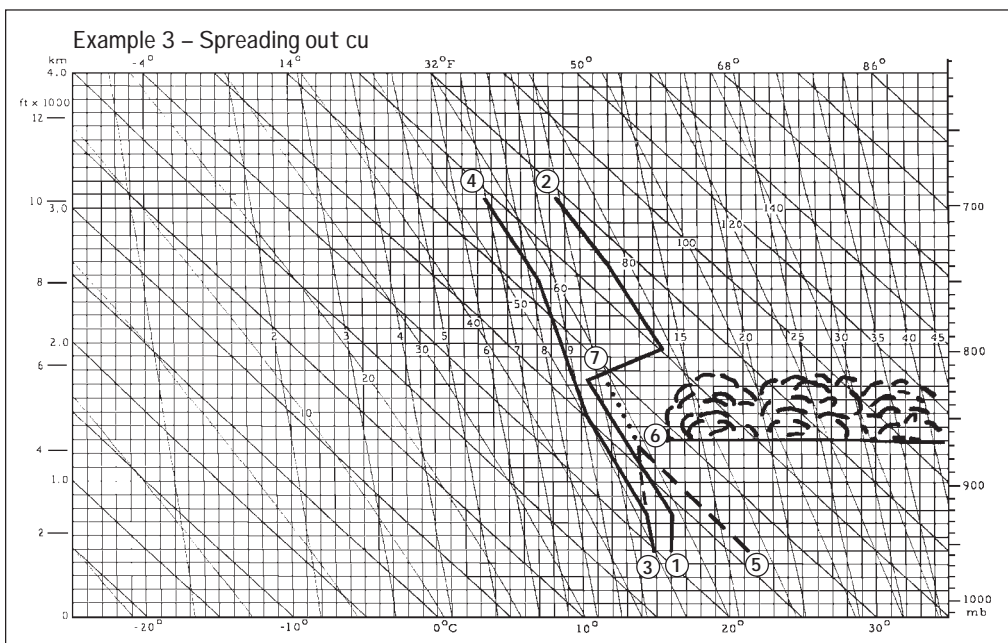 Example 3 – Spreading out cu
km -4° 14° 32°F 50° 68° 86°
4.0
ft x 1000
12
4 2
10 700
3.0
140
120
100
8 80
60
50
2 3 4 5 40 7 15 20 25 30 35 40 45
2.0 30 6 7 8 9 800
6
20
10
6
4
1.0 900
2
3 1 5
0 1000
-20° -10° 0°C 10° 20° 30° mb